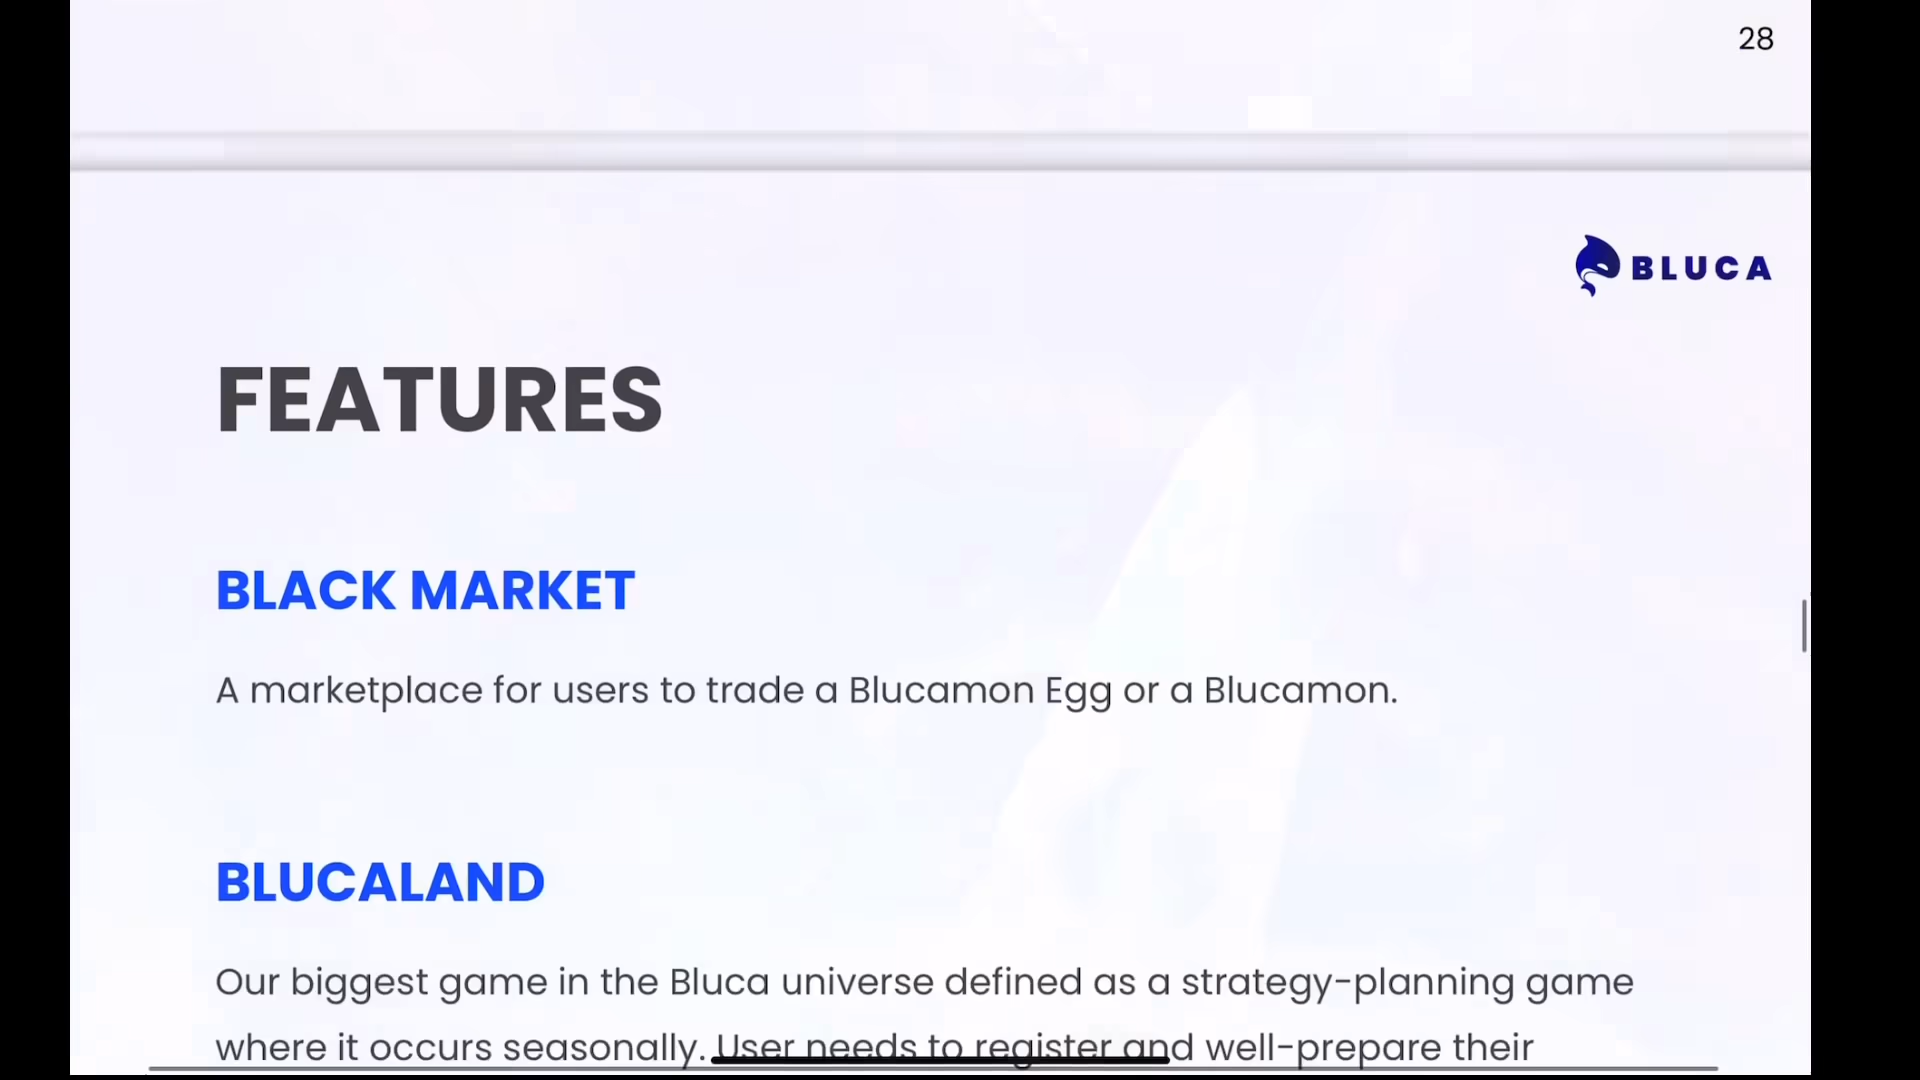 28
BLUCA
FEATURES
BLACK MARKET
A marketplace for users to trade a Blucamon Egg or a Blucamon.
BLUCALAND
Our biggest game in the Bluca universe defined as a strategy-planning game
where it occurs seasonally. User needs to register and well-prepare their